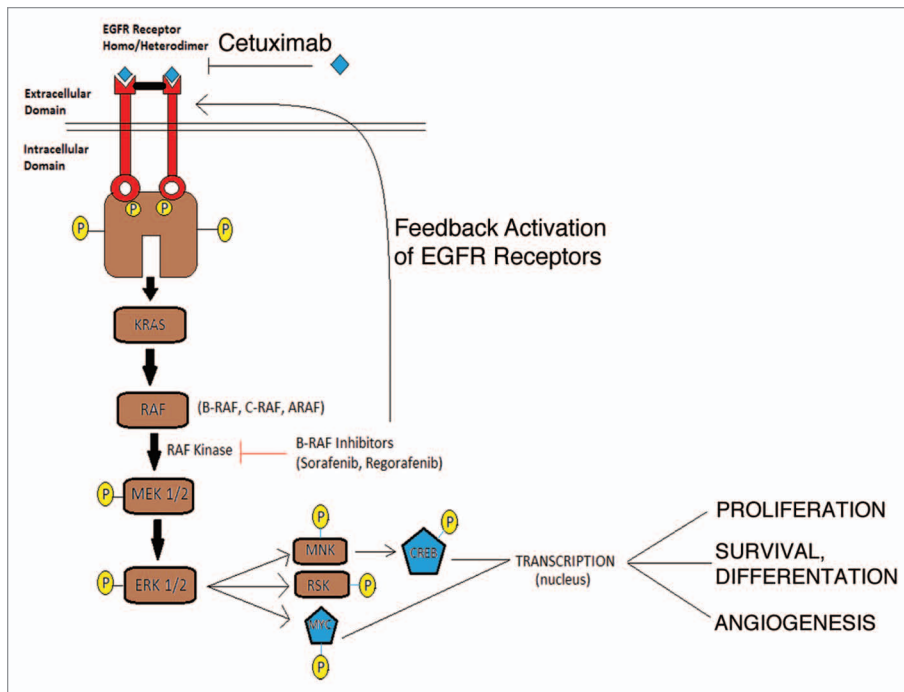 EGFR Receptor
Homo/Heterodimer
Cetuximab
Extracellular
Domain
Intracellular
Domain
P
P
P
P
Feedback Activation
of EGFR Receptors
KRAS
RAF
(B-RAF, C-RAF, ARAF)
RAF Kinase
B-RAF Inhibitors
(Sorafenib, Regorafenib)
P
MEK 1/2
P
ERK 1/2
P
MNK
P
CREB
RSK
P
MYC
P
TRANSCRIPTION
(nucleus)
PROLIFERATION
SURVIVAL,
DIFFERENTATION
ANGIOGENESIS